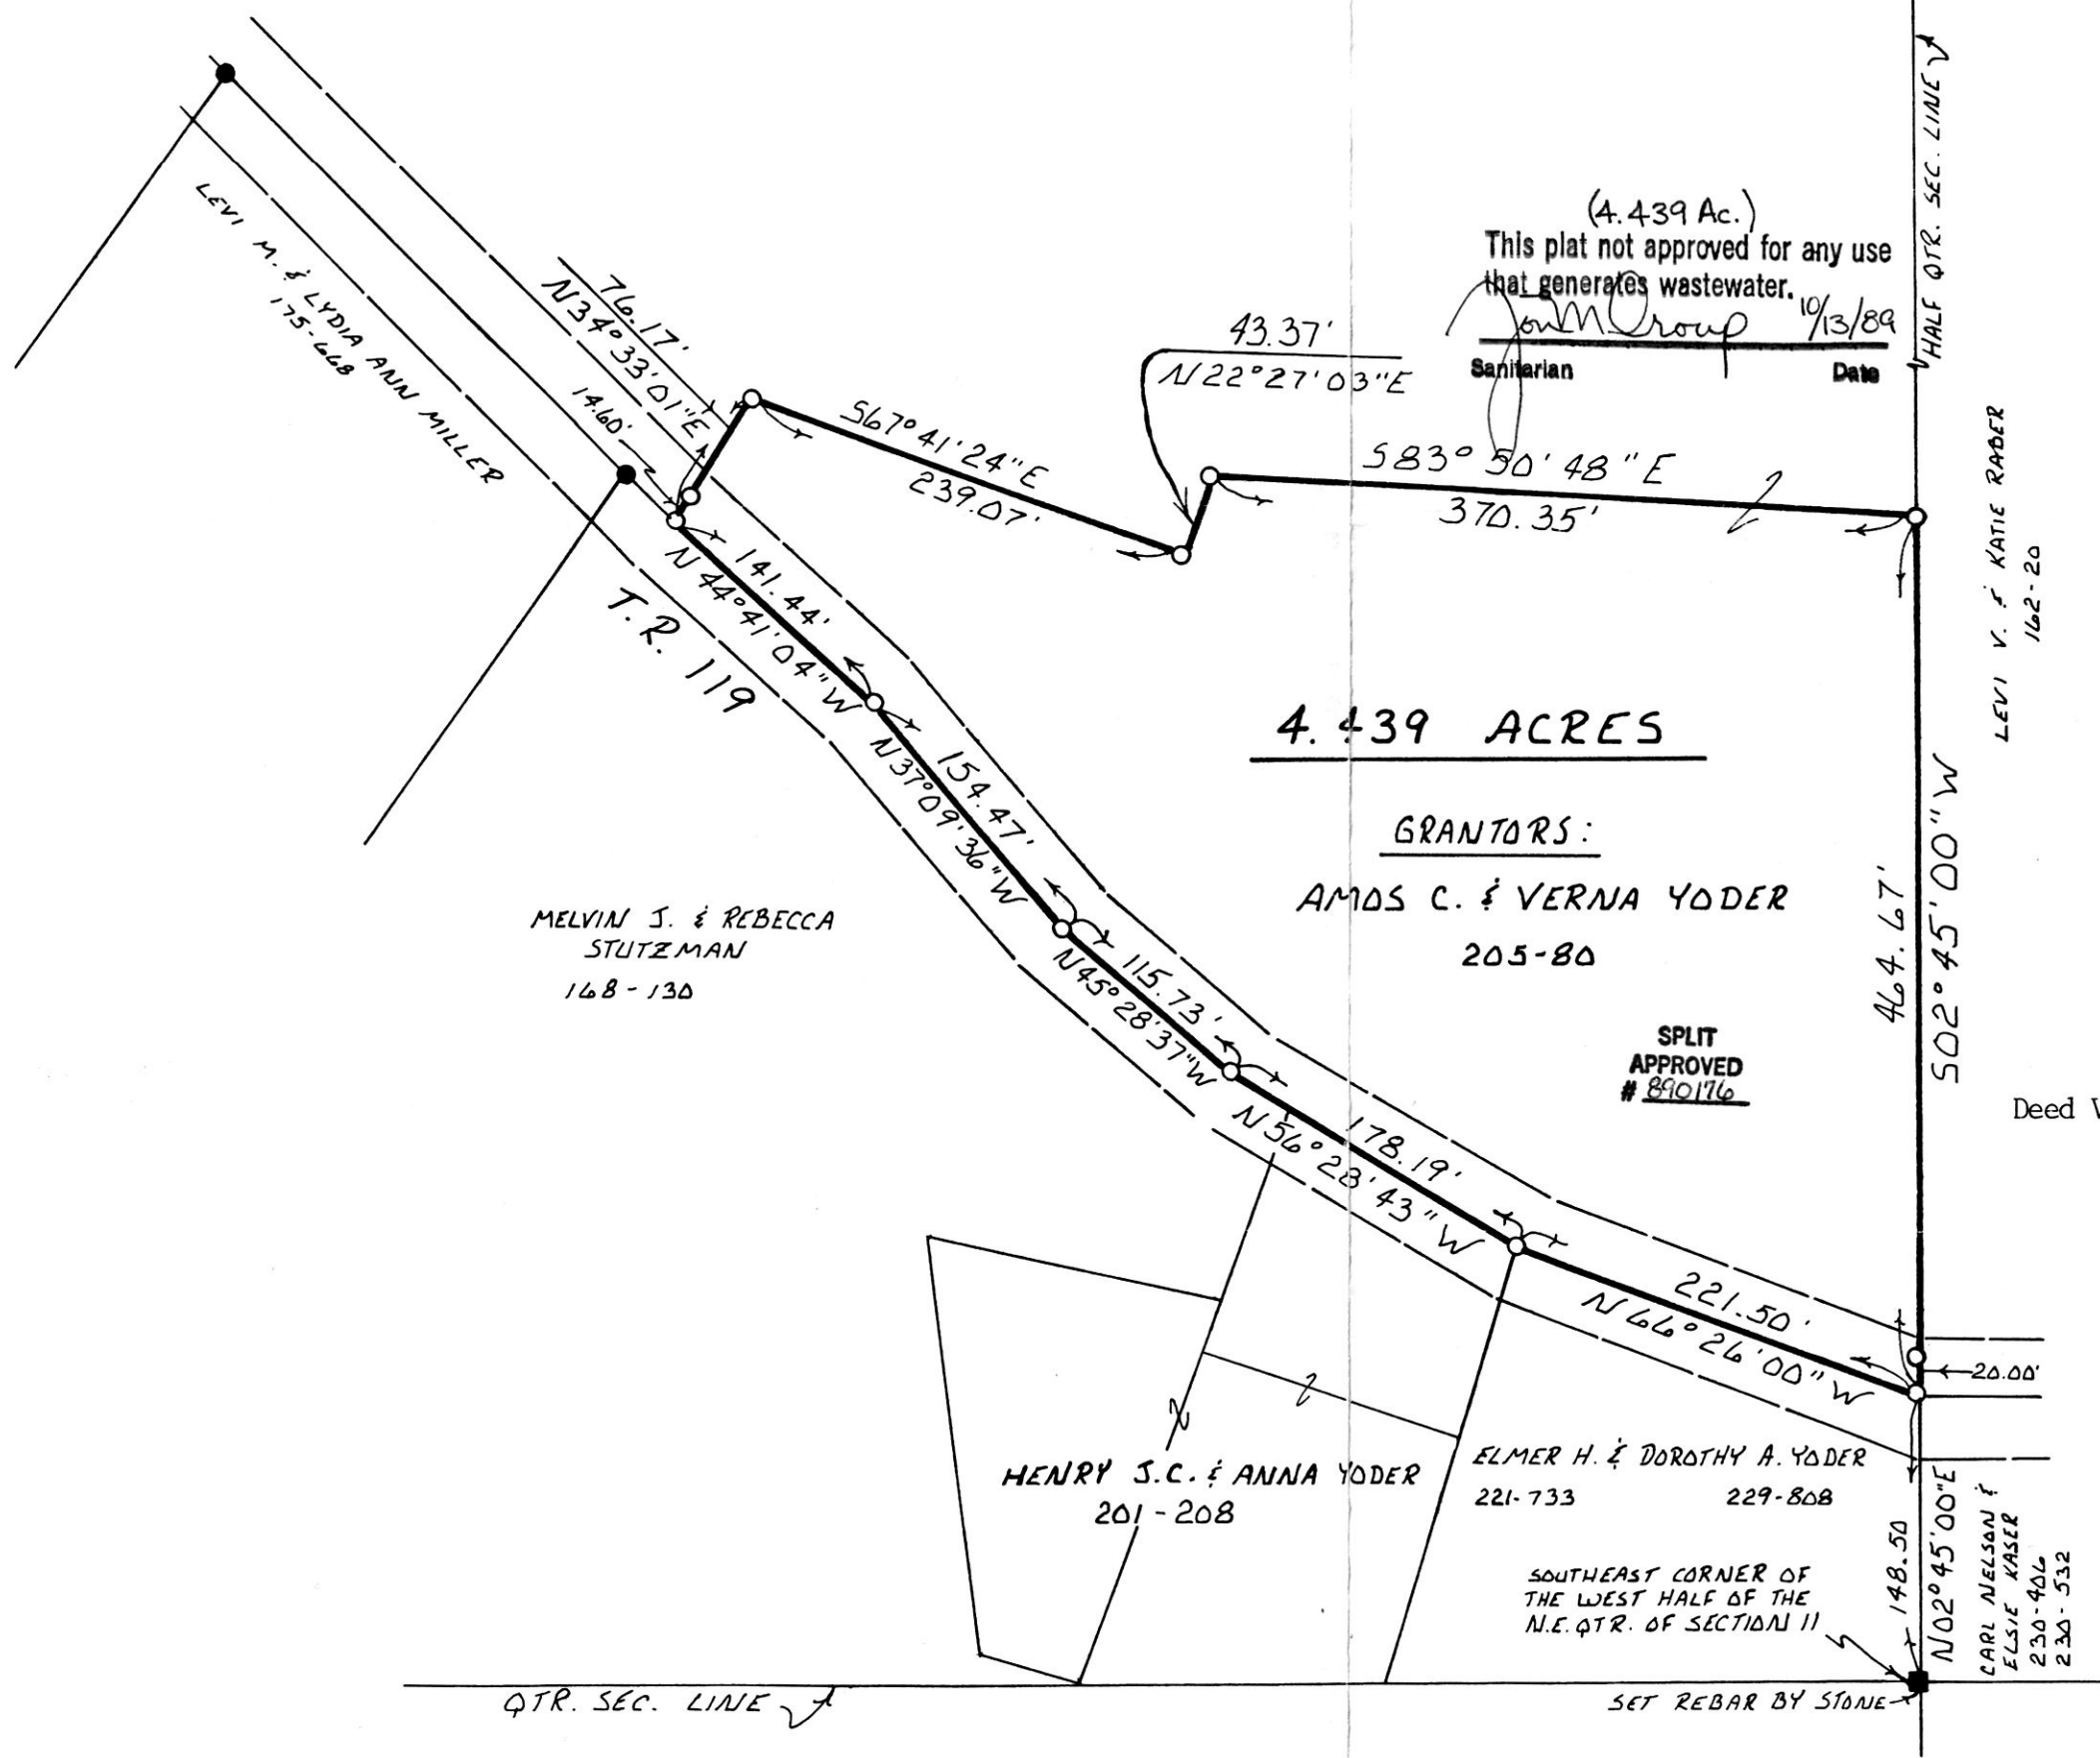 HALF QTR. SEC. LINE
(4.439 Ac.)
This plat not approved for any use
that generates wastewater.
10/13/89
Sanitarian
Date
LEVI M. & LYDIA ANN MILLER
175-668
76.17'
N34°33'01"E
14.60'
S67°41'24"E
239.07'
43.37'
N22°27'03"E
S83°50'48"E
370.35'
LEVI V. & KATIE RABER
162-20
141.44'
N44°41'04"W
T.R. 119
154.47'
N37°09'36"W
4.439 ACRES
GRANTORS:
AMOS C. & VERNA YODER
205-80
464.67'
S02°45'00"W
MELVIN J. & REBECCA
STUTZMAN
168-130
115.73'
N45°28'37"W
SPLIT
APPROVED
# 890176
Deed V
178.19'
N56°28'43"W
221.50'
N66°26'00"W
20.00'
HENRY J.C. & ANNA YODER
201-208
ELMER H. & DOROTHY A. YODER
221-733 229-808
SOUTHEAST CORNER OF
THE WEST HALF OF THE
N.E. QTR. OF SECTION 11
148.50
N02°45'00"E
CARL NELSON &
ELSIE KASER
230-406
230-532
QTR. SEC. LINE
SET REBAR BY STONE